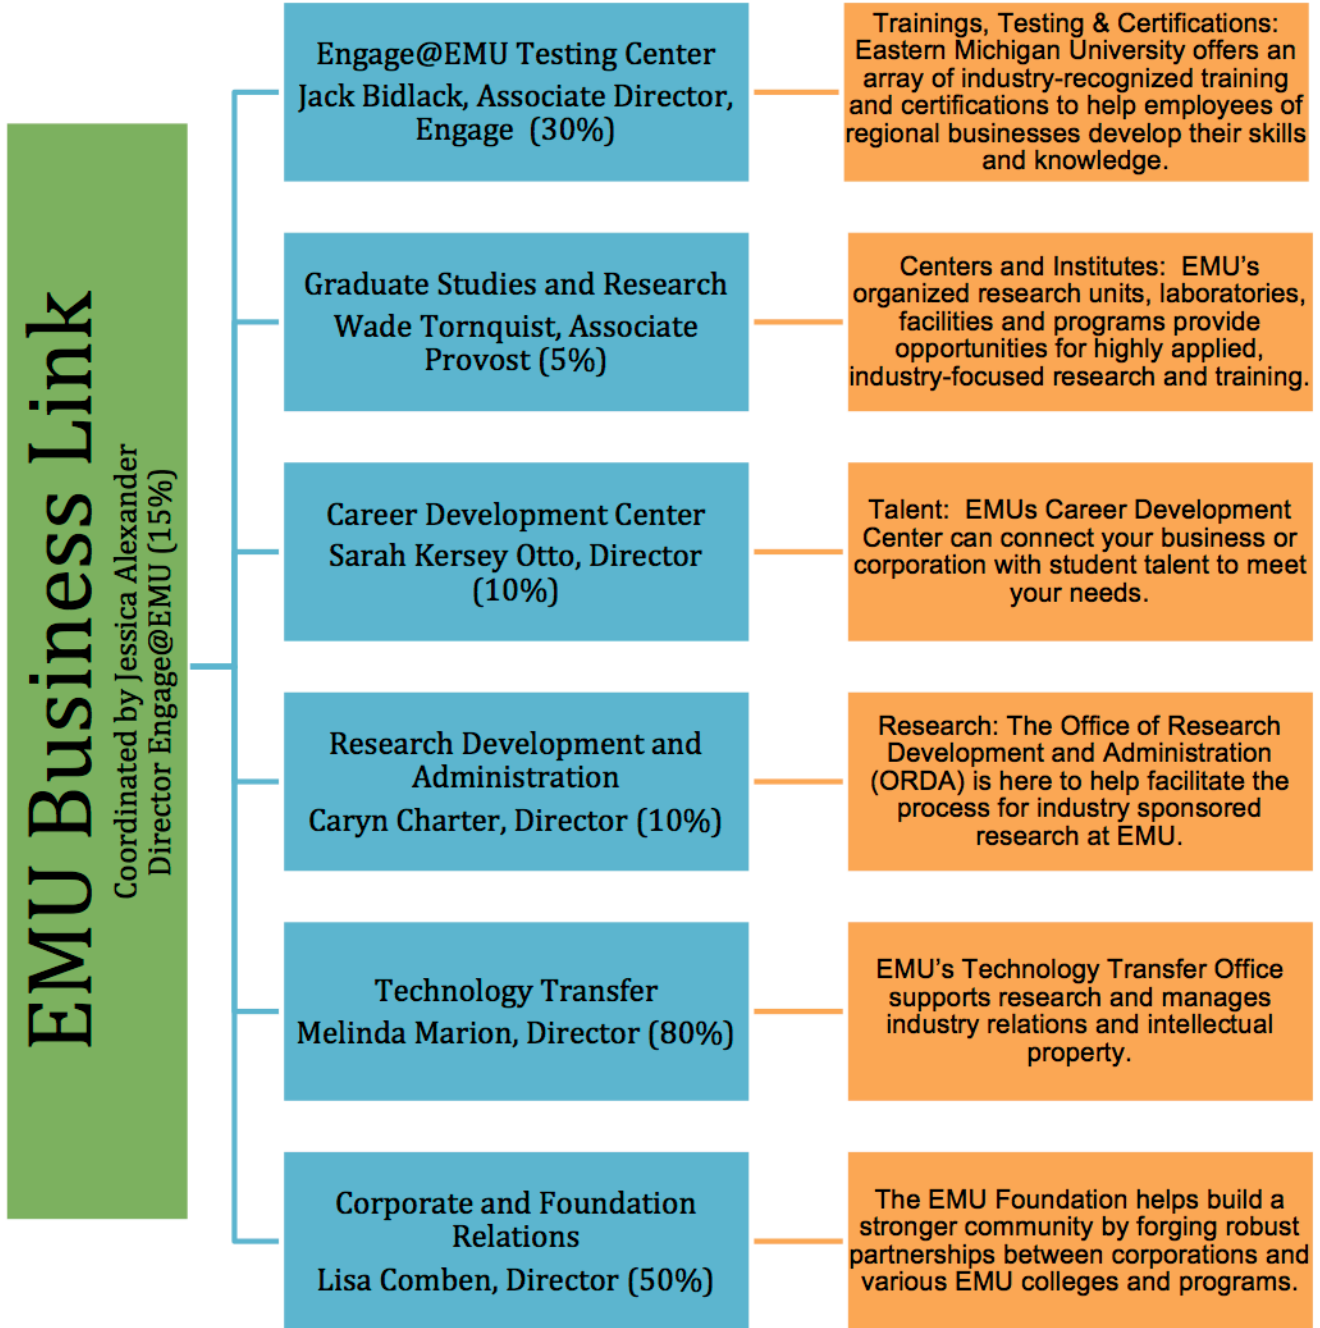 EMU Business Link
Coordinated by Jessica Alexander
Director Engage@EMU (15%)
Engage@EMU Testing Center
Jack Bidlack, Associate Director,
Engage  (30%)
Trainings, Testing & Certifications:
Eastern Michigan University offers an
array of industry-recognized training
and certifications to help employees of
regional businesses develop their skills
and knowledge.
Graduate Studies and Research
Wade Tornquist, Associate
Provost (5%)
Centers and Institutes:  EMU’s
organized research units, laboratories,
facilities and programs provide
opportunities for highly applied,
industry-focused research and training.
Career Development Center
Sarah Kersey Otto, Director
(10%)
Talent:  EMUs Career Development
Center can connect your business or
corporation with student talent to meet
your needs.
Research Development and
Administration
Caryn Charter, Director (10%)
Research: The Office of Research
Development and Administration
(ORDA) is here to help facilitate the
process for industry sponsored
research at EMU.
Technology Transfer
Melinda Marion, Director (80%)
EMU’s Technology Transfer Office
supports research and manages
industry relations and intellectual
property.
Corporate and Foundation
Relations
Lisa Comben, Director (50%)
The EMU Foundation helps build a
stronger community by forging robust
partnerships between corporations and
various EMU colleges and programs.